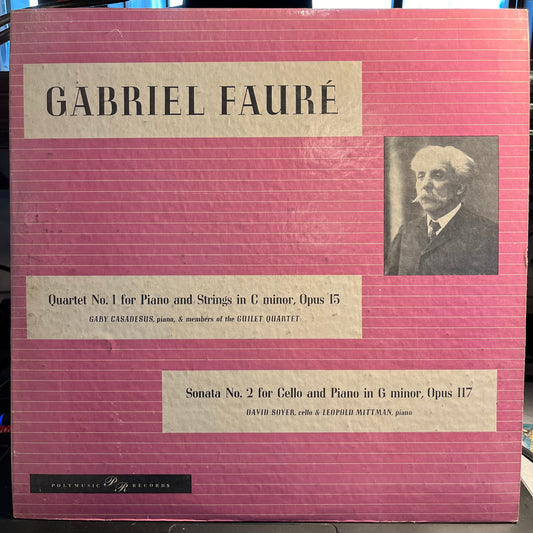 GABRIEL FAURÉ
Quartet No. 1 for Piano and Strings in C minor, Opus 15
GABY CASADESUS, piano, & members of the GUILET QUARTET
Sonata No. 2 for Cello and Piano in G minor, Opus 117
DAVID SOYER, cello & LEOPOLD MITTMAN, piano
POLYMUSIC PR RECORDS